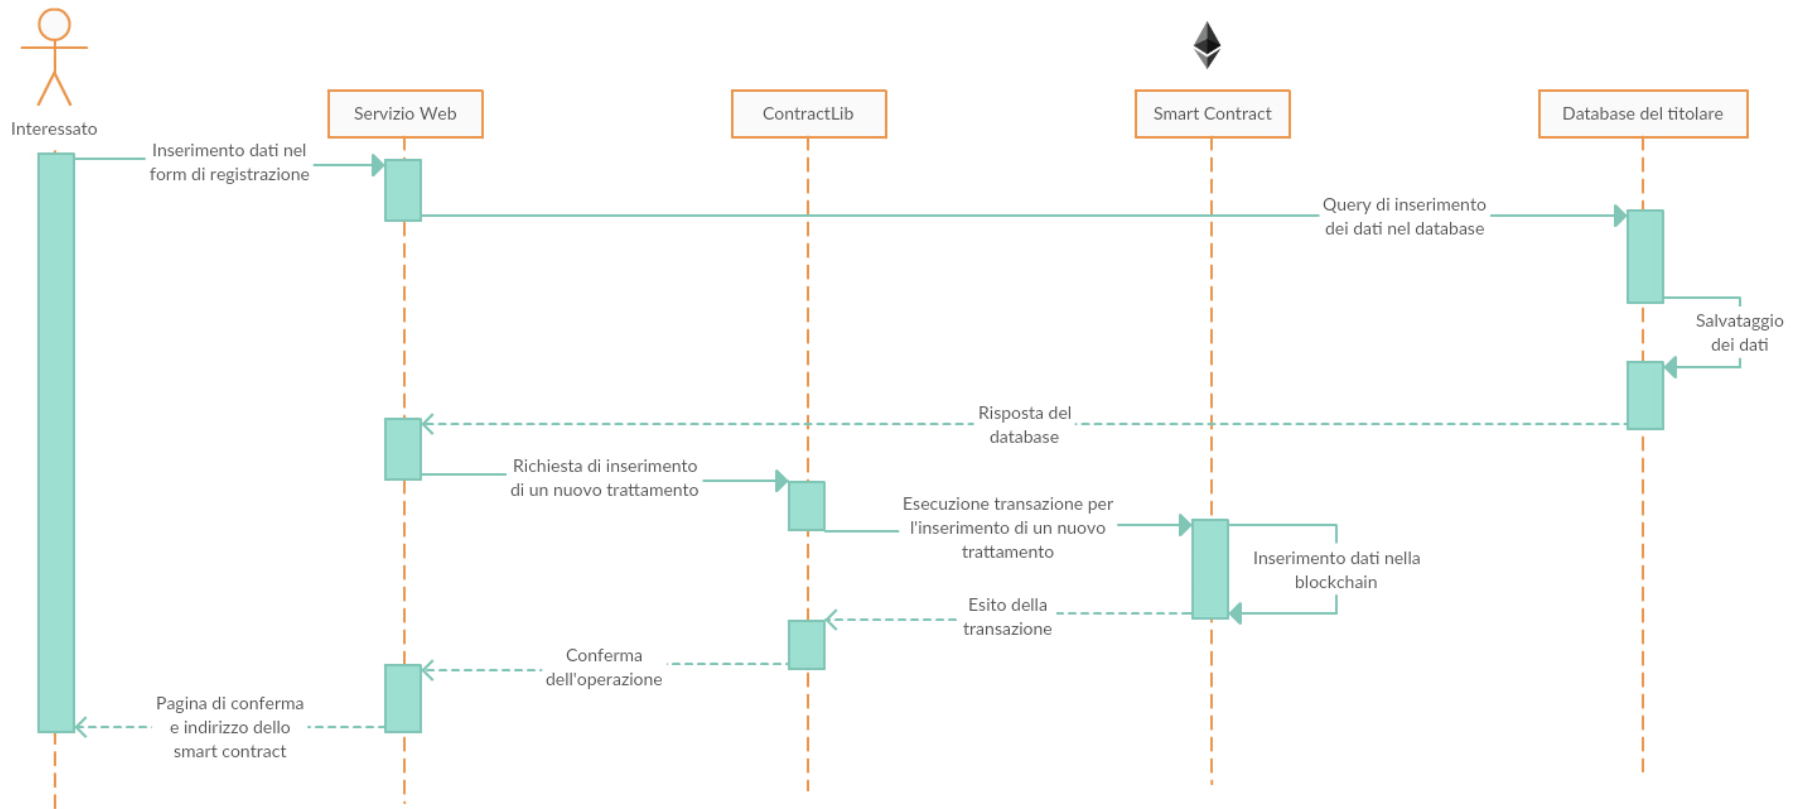 Interessato
Servizio Web
ContractLib
Smart Contract
Database del titolare
Inserimento dati nel
form di registrazione
Query di inserimento
dei dati nel database
Salvataggio
dei dati
Risposta del
database
Richiesta di inserimento
di un nuovo trattamento
Esecuzione transazione per
l'inserimento di un nuovo
trattamento
Inserimento dati nella
blockchain
Esito della
transazione
Conferma
dell'operazione
Pagina di conferma
e indirizzo dello
smart contract